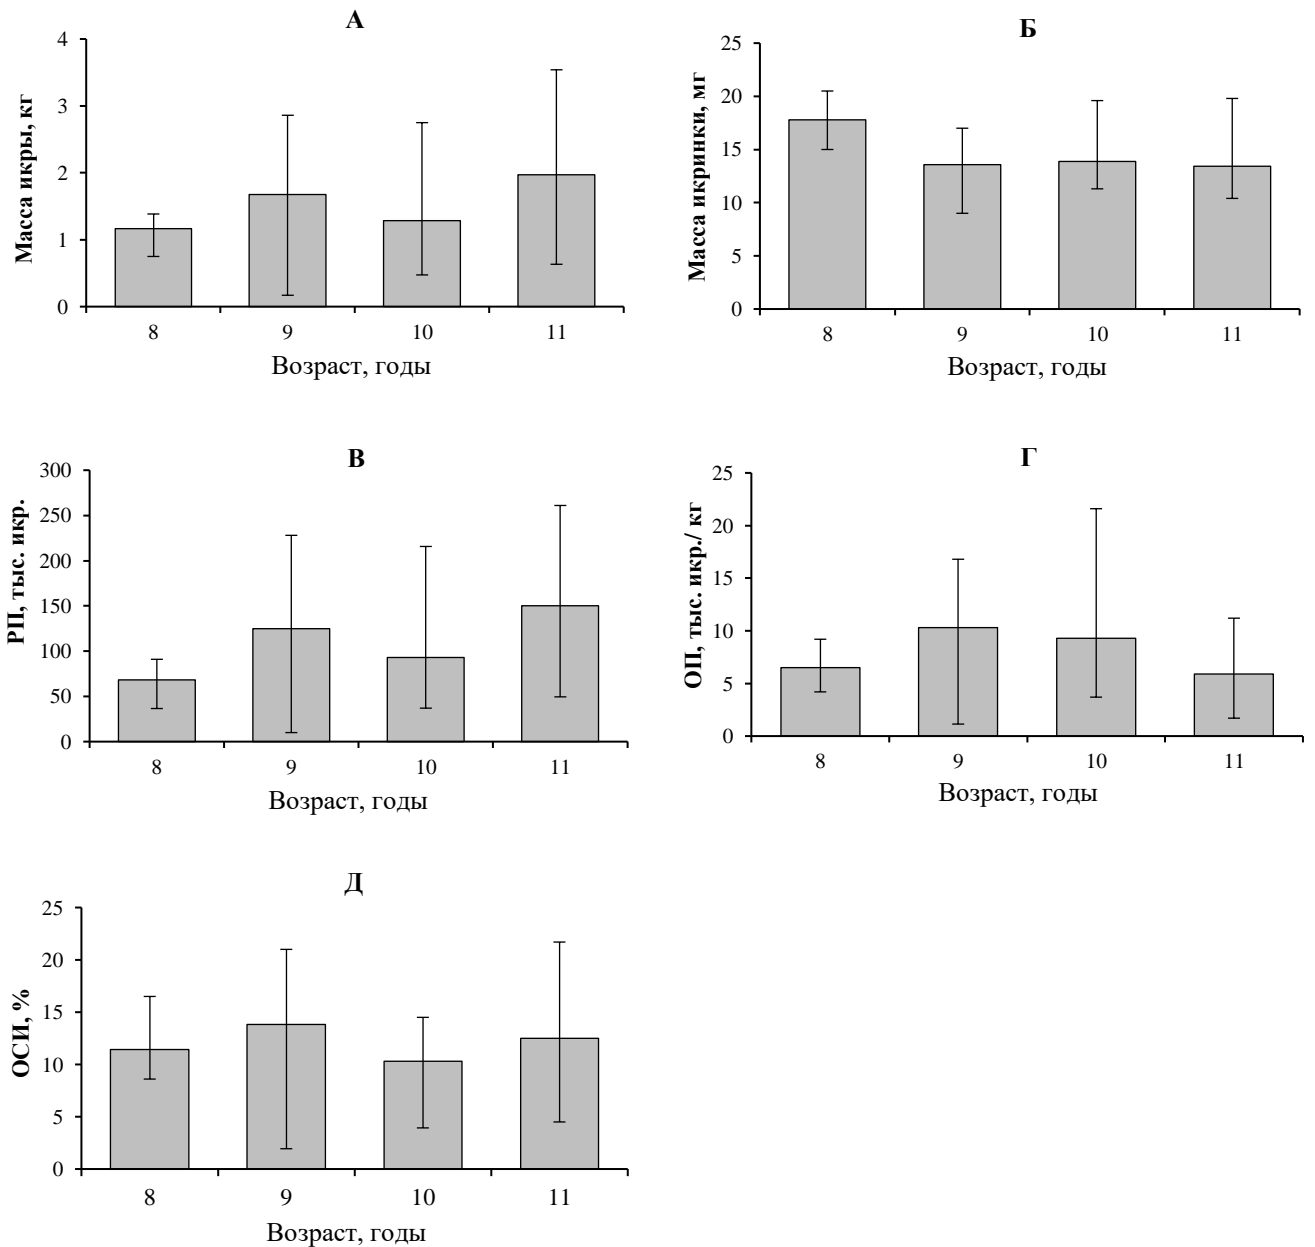 А
Масса икры, кг
4
3
2
1
0
8 9 10 11
Возраст, годы
Б
Масса икринки, мг
25
20
15
10
5
0
8 9 10 11
Возраст, годы
В
РП, тыс. икр.
300
250
200
150
100
50
0
8 9 10 11
Возраст, годы
Г
ОП, тыс. икр./ кг
25
20
15
10
5
0
8 9 10 11
Возраст, годы
Д
ОСИ, %
25
20
15
10
5
0
8 9 10 11
Возраст, годы